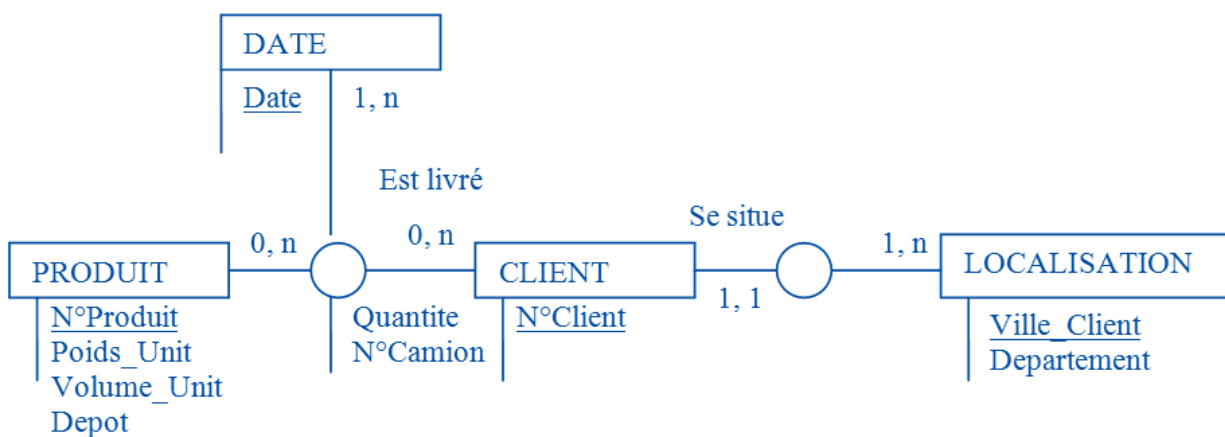 DATE
Date
1, n
Est livré
Se situe
0, n
0, n
1, n
PRODUIT
CLIENT
LOCALISATION
1, 1
N°Produit
Poids_Unit
Volume_Unit
Depot
Quantite
N°Camion
N°Client
Ville_Client
Departement